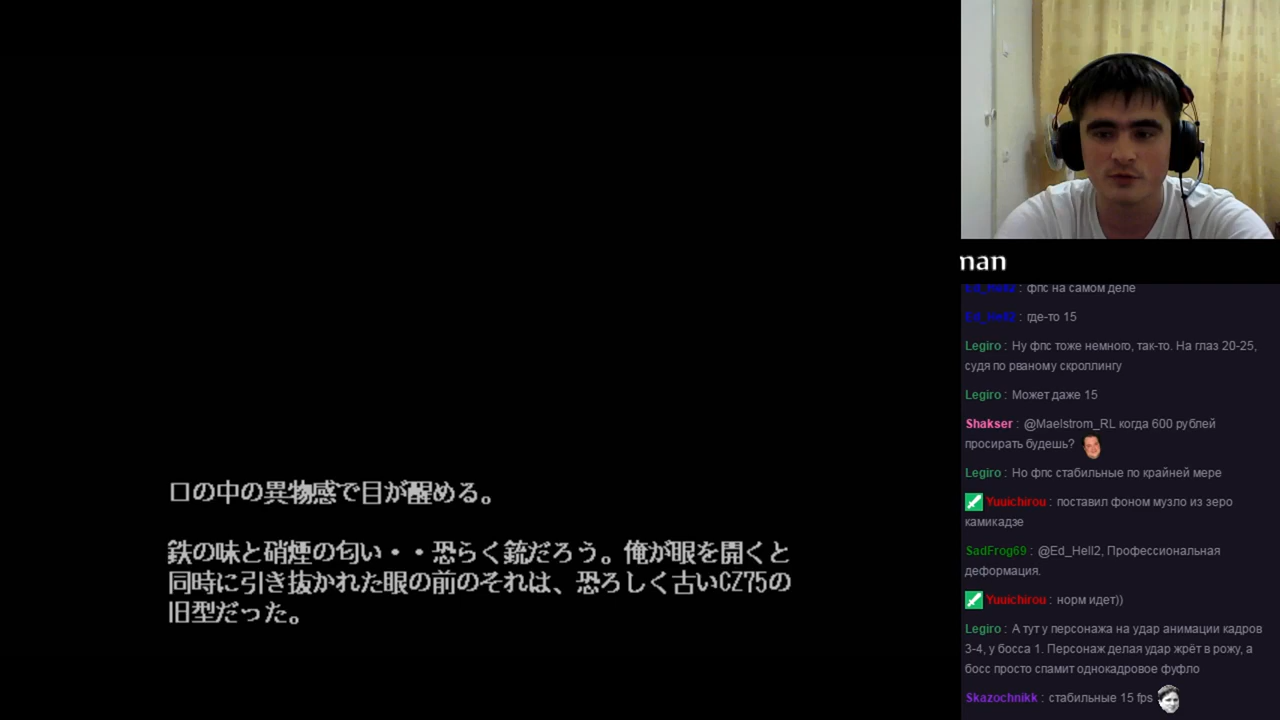 口の中の異物感で目が醒める。
鉄の味と硝煙の匂い・・恐らく銃だろう。俺が眼を開くと
同時に引き抜かれた眼の前のそれは、恐ろしく古いCZ75の
旧型だった。
man
Ed_Hell2: фпс на самом деле
Ed_Hell2: где-то 15
Legiro: Ну фпс тоже немного, так-то. На глаз 20-25,
судя по рваному скроллингу
Legiro: Может даже 15
Shakser: @Maelstrom_RL когда 600 рублей
просирать будешь?
Legiro: Но фпс стабильные по крайней мере
Yuuichirou: поставил фоном музло из зеро
камикадзе
SadFrog69: @Ed_Hell2, Профессиональная
деформация.
Yuuichirou: норм идет))
Legiro: А тут у персонажа на удар анимации кадров
3-4, у босса 1. Персонаж делая удар жрёт в рожу, а
босс просто спамит однокадровое фуфло
Skazochnikk: стабильные 15 fps